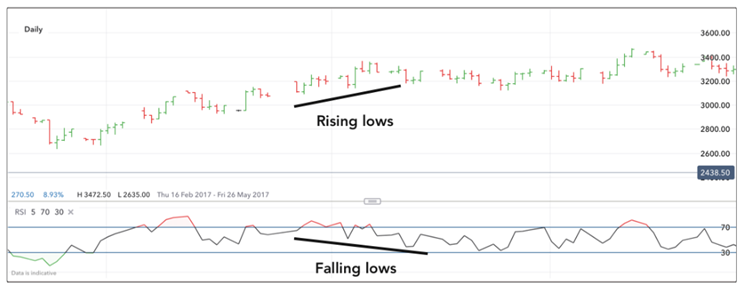 Daily
3600.00
3400.00
3200.00
3000.00
2800.00
2600.00
2438.50
Rising lows
270.50 8.93% H 3472.50 L 2635.00 Thu 16 Feb 2017 - Fri 26 May 2017
RSI 5 70 30 ×
70
30
Falling lows
Data is indicative